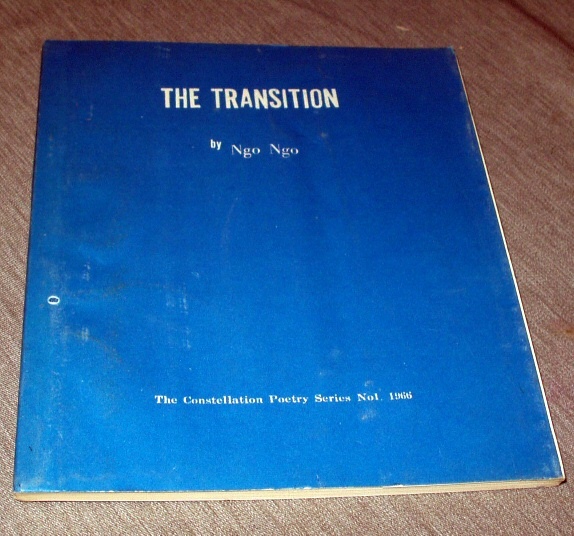 THE TRANSITION
by Ngo Ngo
The Constellation Poetry Series No1. 1966